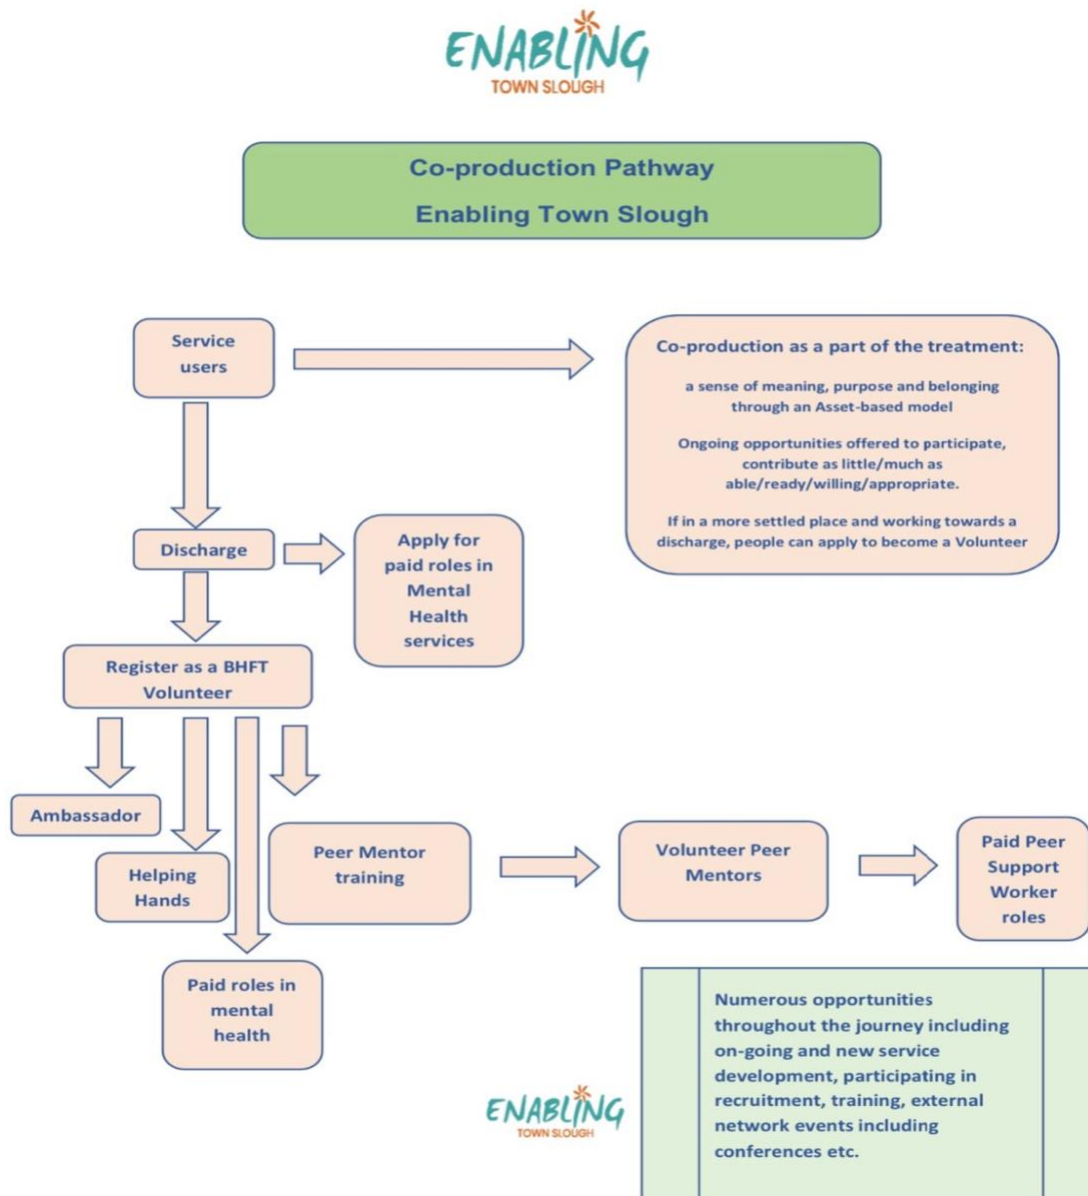 ENABLING
TOWN SLOUGH
Co-production Pathway
Enabling Town Slough
Service
users
Co-production as a part of the treatment:
a sense of meaning, purpose and belonging
through an Asset-based model
Ongoing opportunities offered to participate,
contribute as little/much as
able/ready/willing/appropriate.
If in a more settled place and working towards a
discharge, people can apply to become a Volunteer
Discharge
Apply for
paid roles in
Mental
Health
services
Register as a BHFT
Volunteer
Ambassador
Helping
Hands
Peer Mentor
training
Volunteer Peer
Mentors
Paid Peer
Support
Worker
roles
Paid roles in
mental
health
Numerous opportunities
throughout the journey including
on-going and new service
development, participating in
recruitment, training, external
network events including
conferences etc.
ENABLING
TOWN SLOUGH